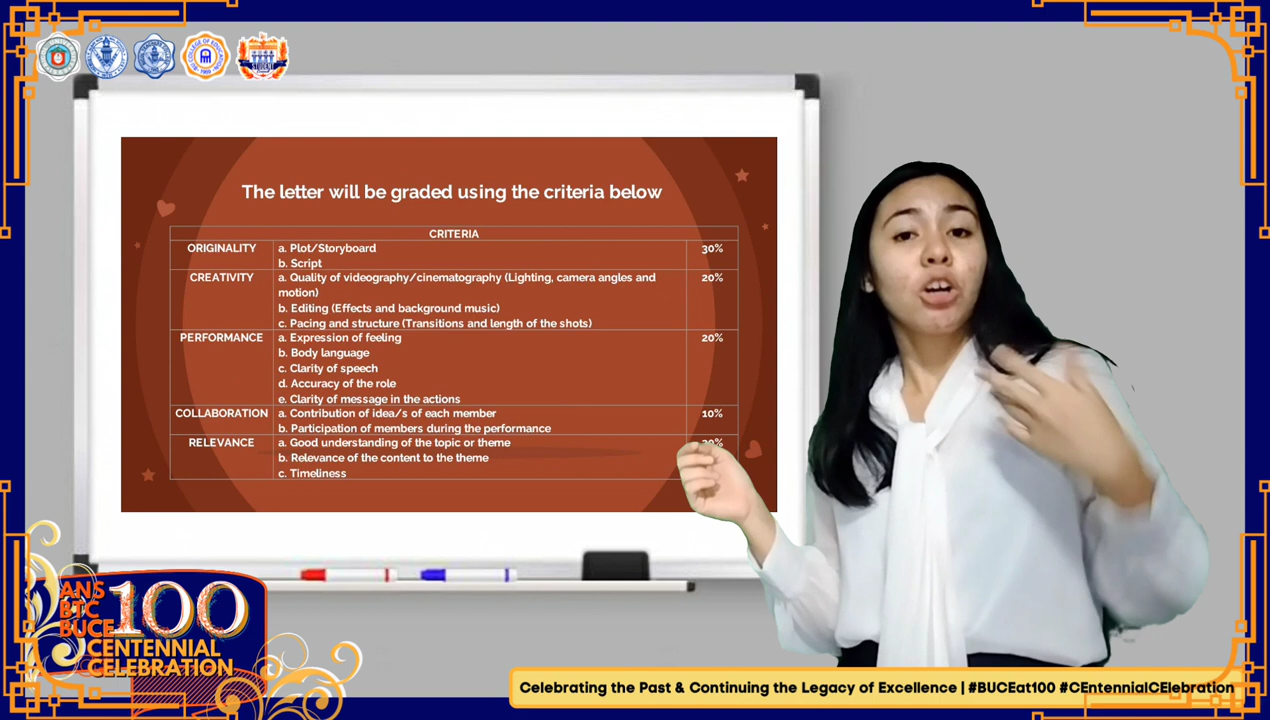 The letter will be graded using the criteria below
CRITERIA
ORIGINALITY a. Plot/Storyboard 30%
b. Script
CREATIVITY a. Quality of videography/cinematography (Lighting, camera angles and 20%
motion)
b. Editing (Effects and background music)
c. Pacing and structure (Transitions and length of the shots)
PERFORMANCE a. Expression of feeling 20%
b. Body language
c. Clarity of speech
d. Accuracy of the role
e. Clarity of message in the actions
COLLABORATION a. Contribution of idea/s of each member 10%
b. Participation of members during the performance
RELEVANCE a. Good understanding of the topic or theme
b. Relevance of the content to the theme
c. Timeliness
ANS
BTC
BUCE
100
CENTENNIAL
CELEBRATION
Celebrating the Past & Continuing the Legacy of Excellence | #BUCEat100 #CEntennialCElebration